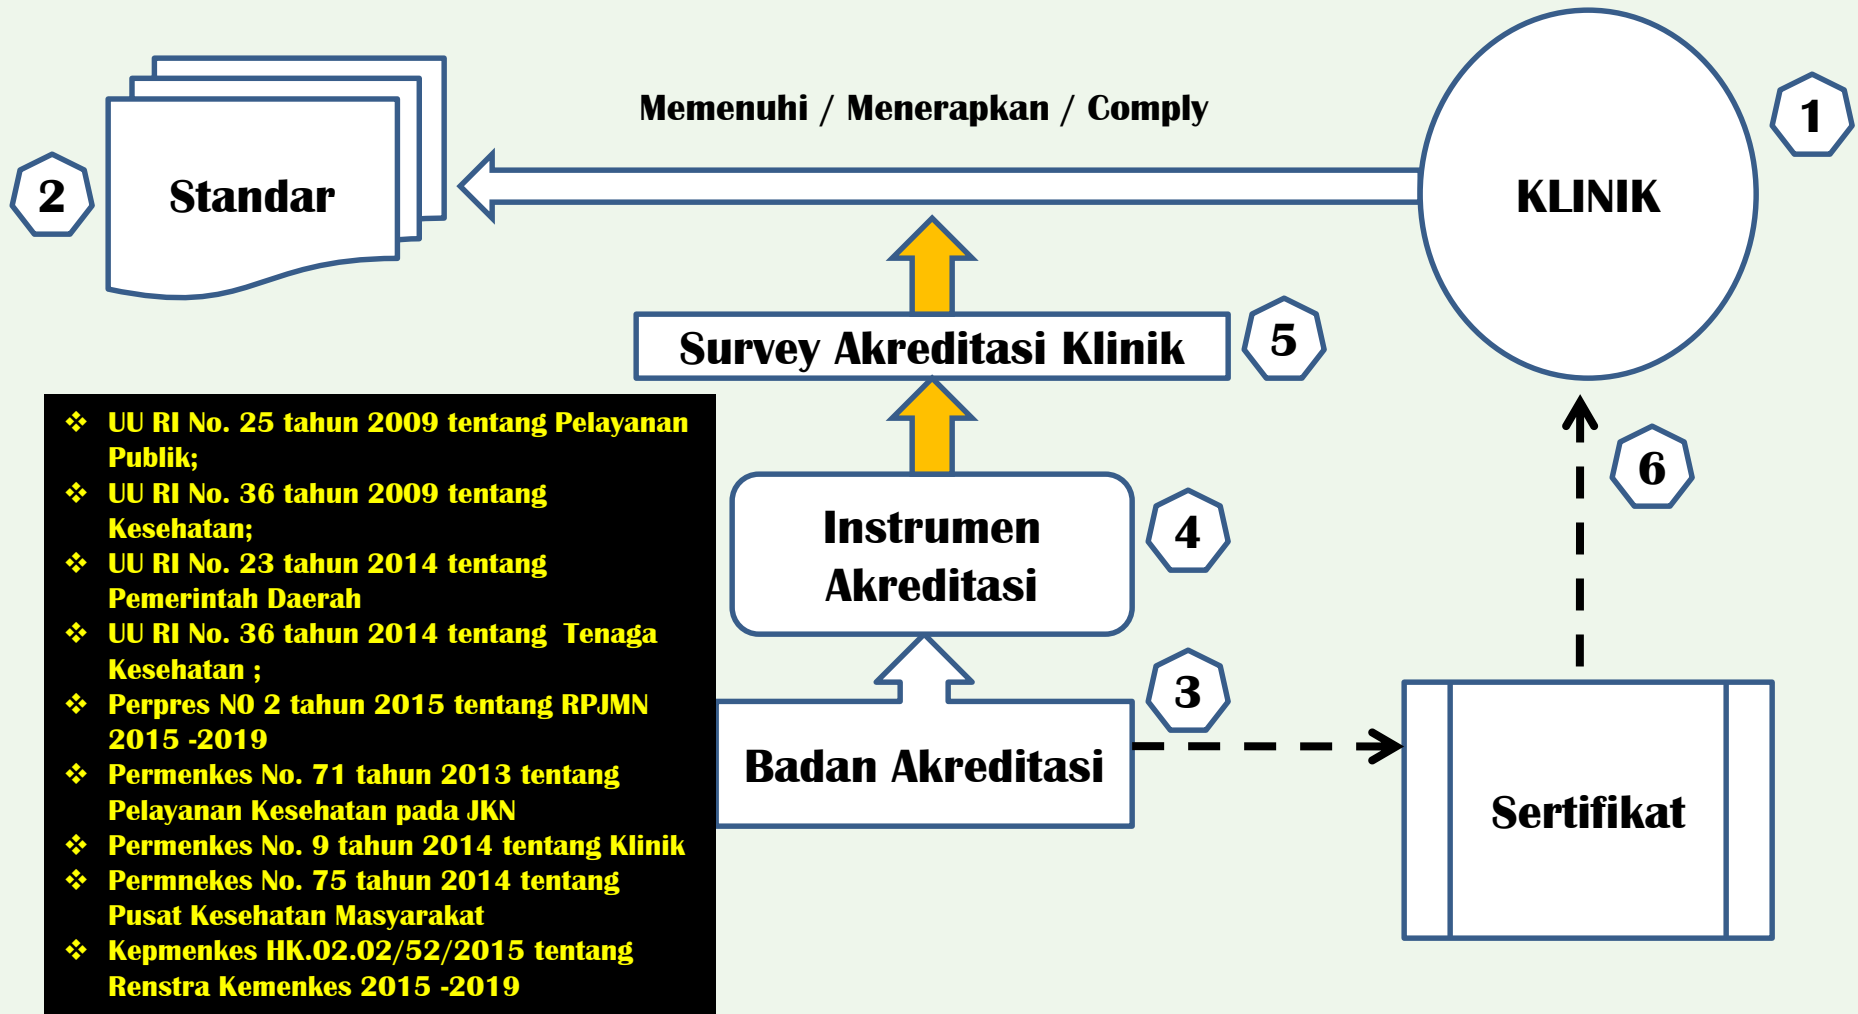 Memenuhi / Menerapkan / Comply
1
2
Standar
KLINIK
Survey Akreditasi Klinik
5
❖ UU RI No. 25 tahun 2009 tentang Pelayanan
Publik;
❖ UU RI No. 36 tahun 2009 tentang
Kesehatan;
❖ UU RI No. 23 tahun 2014 tentang
Pemerintah Daerah
❖ UU RI No. 36 tahun 2014 tentang Tenaga
Kesehatan ;
❖ Perpres N0 2 tahun 2015 tentang RPJMN
2015 -2019
❖ Permenkes No. 71 tahun 2013 tentang
Pelayanan Kesehatan pada JKN
❖ Permenkes No. 9 tahun 2014 tentang Klinik
❖ Permnekes No. 75 tahun 2014 tentang
Pusat Kesehatan Masyarakat
❖ Kepmenkes HK.02.02/52/2015 tentang
Renstra Kemenkes 2015 -2019
Instrumen
Akreditasi
4
6
3
Badan Akreditasi
Sertifikat